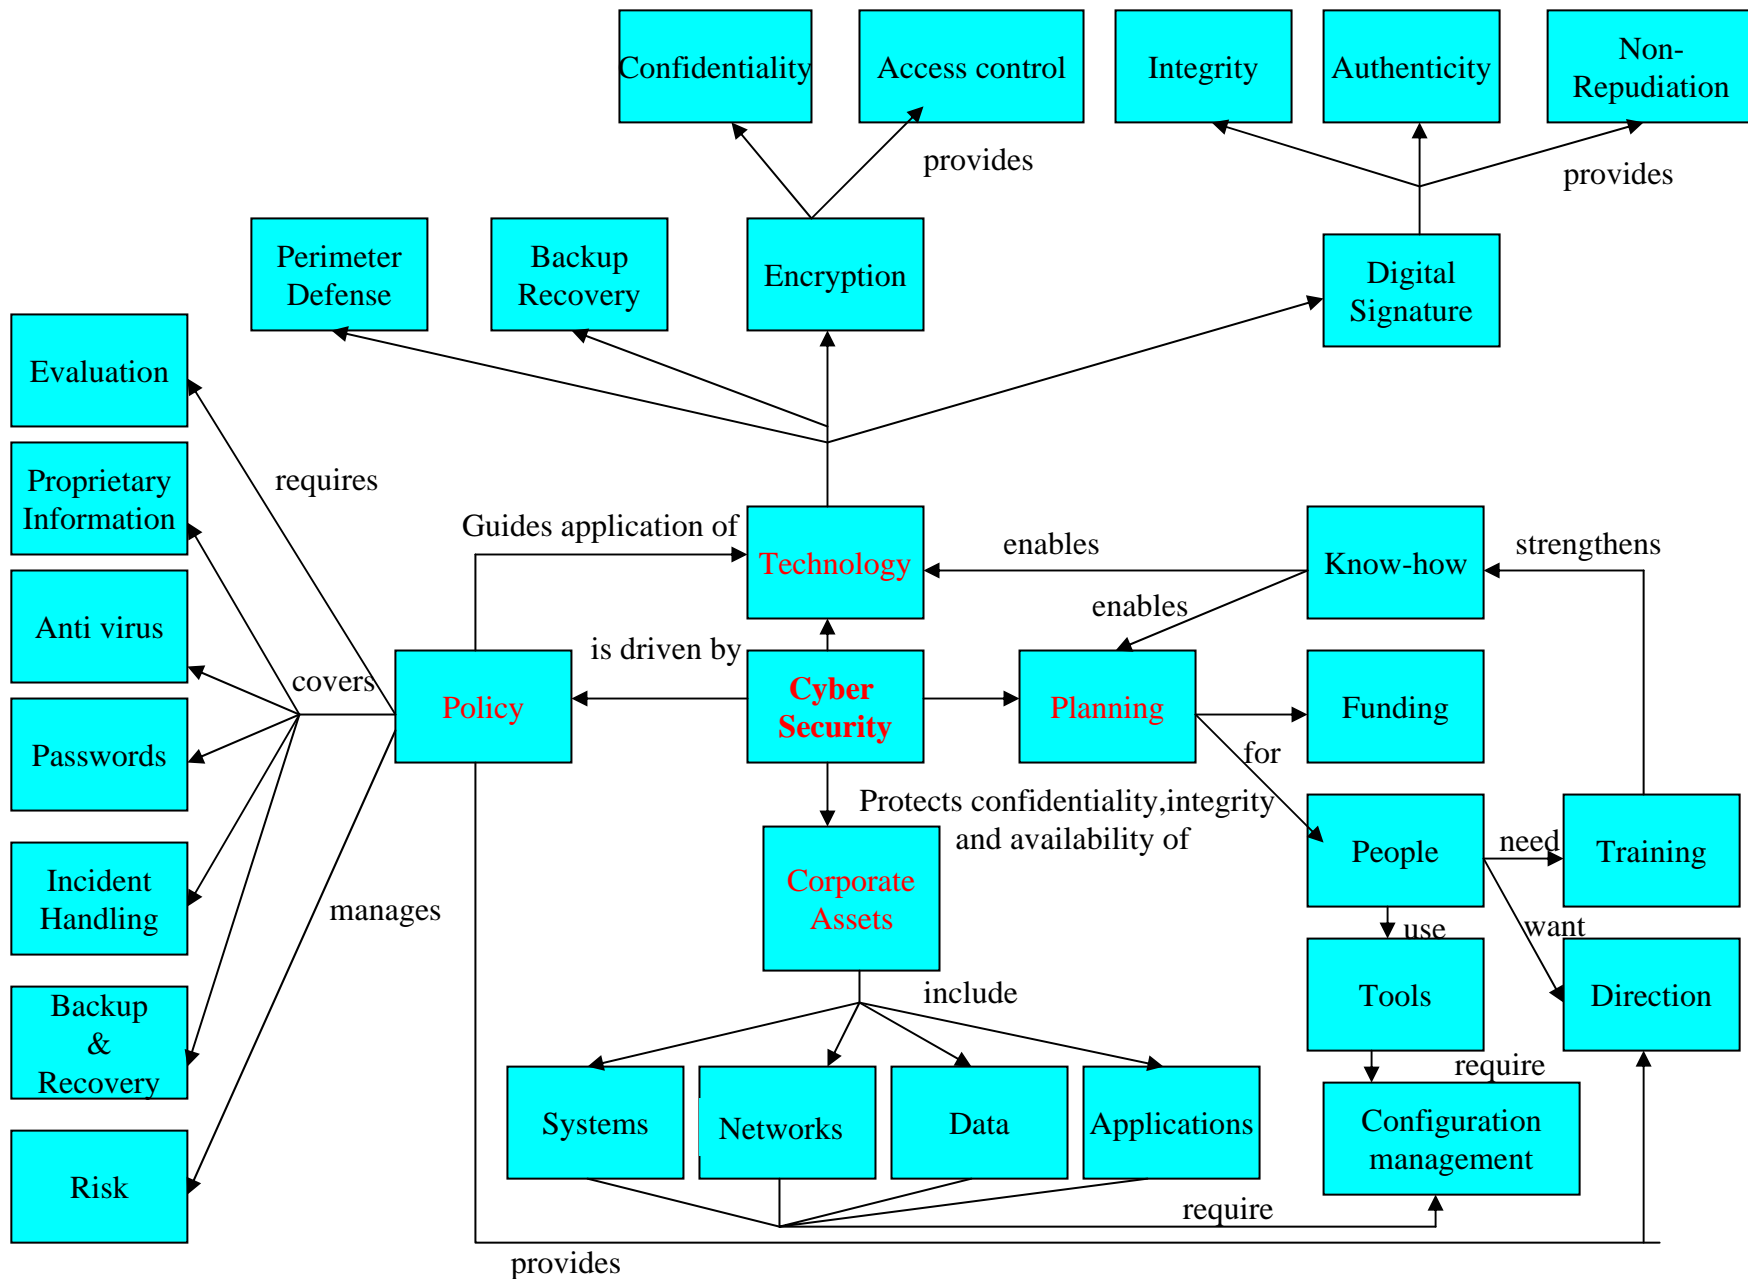 Confidentiality
Access control
Integrity
Authenticity
Non-
Repudiation
provides
provides
Perimeter
Defense
Backup
Recovery
Encryption
Digital
Signature
Evaluation
Proprietary
Information
requires
Guides application of
Technology
enables
Know-how
strengthens
Anti virus
enables
is driven by
covers
Policy
Cyber
Security
Planning
Funding
Passwords
for
Protects confidentiality,integrity
and availability of
People
need
Training
Incident
Handling
manages
Corporate
Assets
use
want
Tools
Direction
include
Backup
&
Recovery
require
Systems
Networks
Data
Applications
Configuration
management
Risk
require
provides